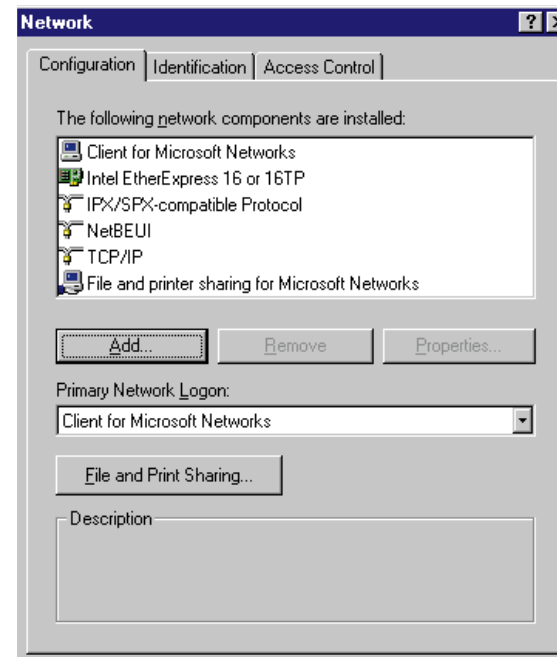 Network
Configuration Identification Access Control
The following network components are installed:
Client for Microsoft Networks
Intel EtherExpress 16 or 16TP
IPX/SPX-compatible Protocol
NetBEUI
TCP/IP
File and printer sharing for Microsoft Networks
Add... Remove Properties...
Primary Network Logon:
Client for Microsoft Networks
File and Print Sharing...
Description